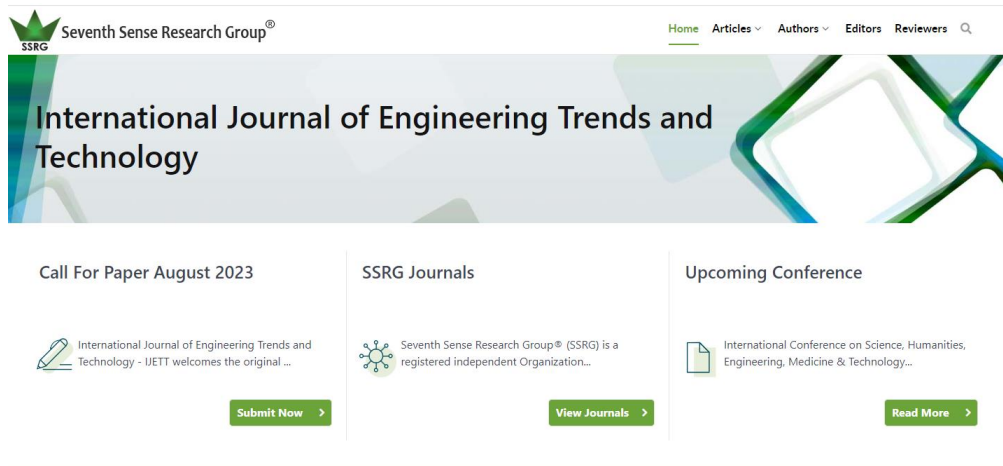 SSRG
Seventh Sense Research Group®
Home Articles Authors Editors Reviewers
International Journal of Engineering Trends and
Technology
Call For Paper August 2023
International Journal of Engineering Trends and
Technology - IJETT welcomes the original ...
Submit Now
SSRG Journals
Seventh Sense Research Group® (SSRG) is a
registered independent Organization...
View Journals
Upcoming Conference
International Conference on Science, Humanities,
Engineering, Medicine & Technology...
Read More